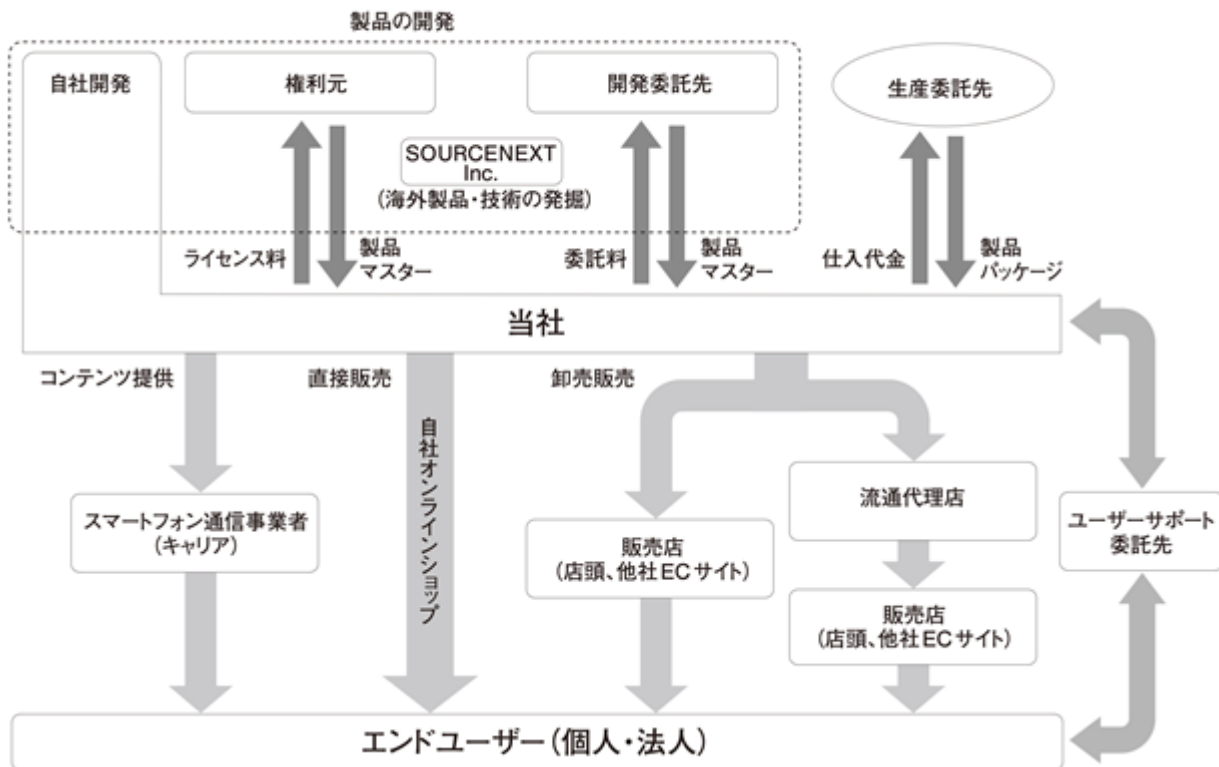 製品の開発
自社開発
権利元
開発委託先
生産委託先
SOURCENEXT
Inc.
(海外製品・技術の発掘)
ライセンス料
製品
マスター
委託料
製品
マスター
仕入代金
製品
パッケージ
当社
コンテンツ提供
直接販売
卸売販売
自社オンラインショップ
スマートフォン通信事業者
(キャリア)
販売店
(店頭、他社ECサイト)
流通代理店
販売店
(店頭、他社ECサイト)
ユーザーサポート
委託先
エンドユーザー(個人・法人)